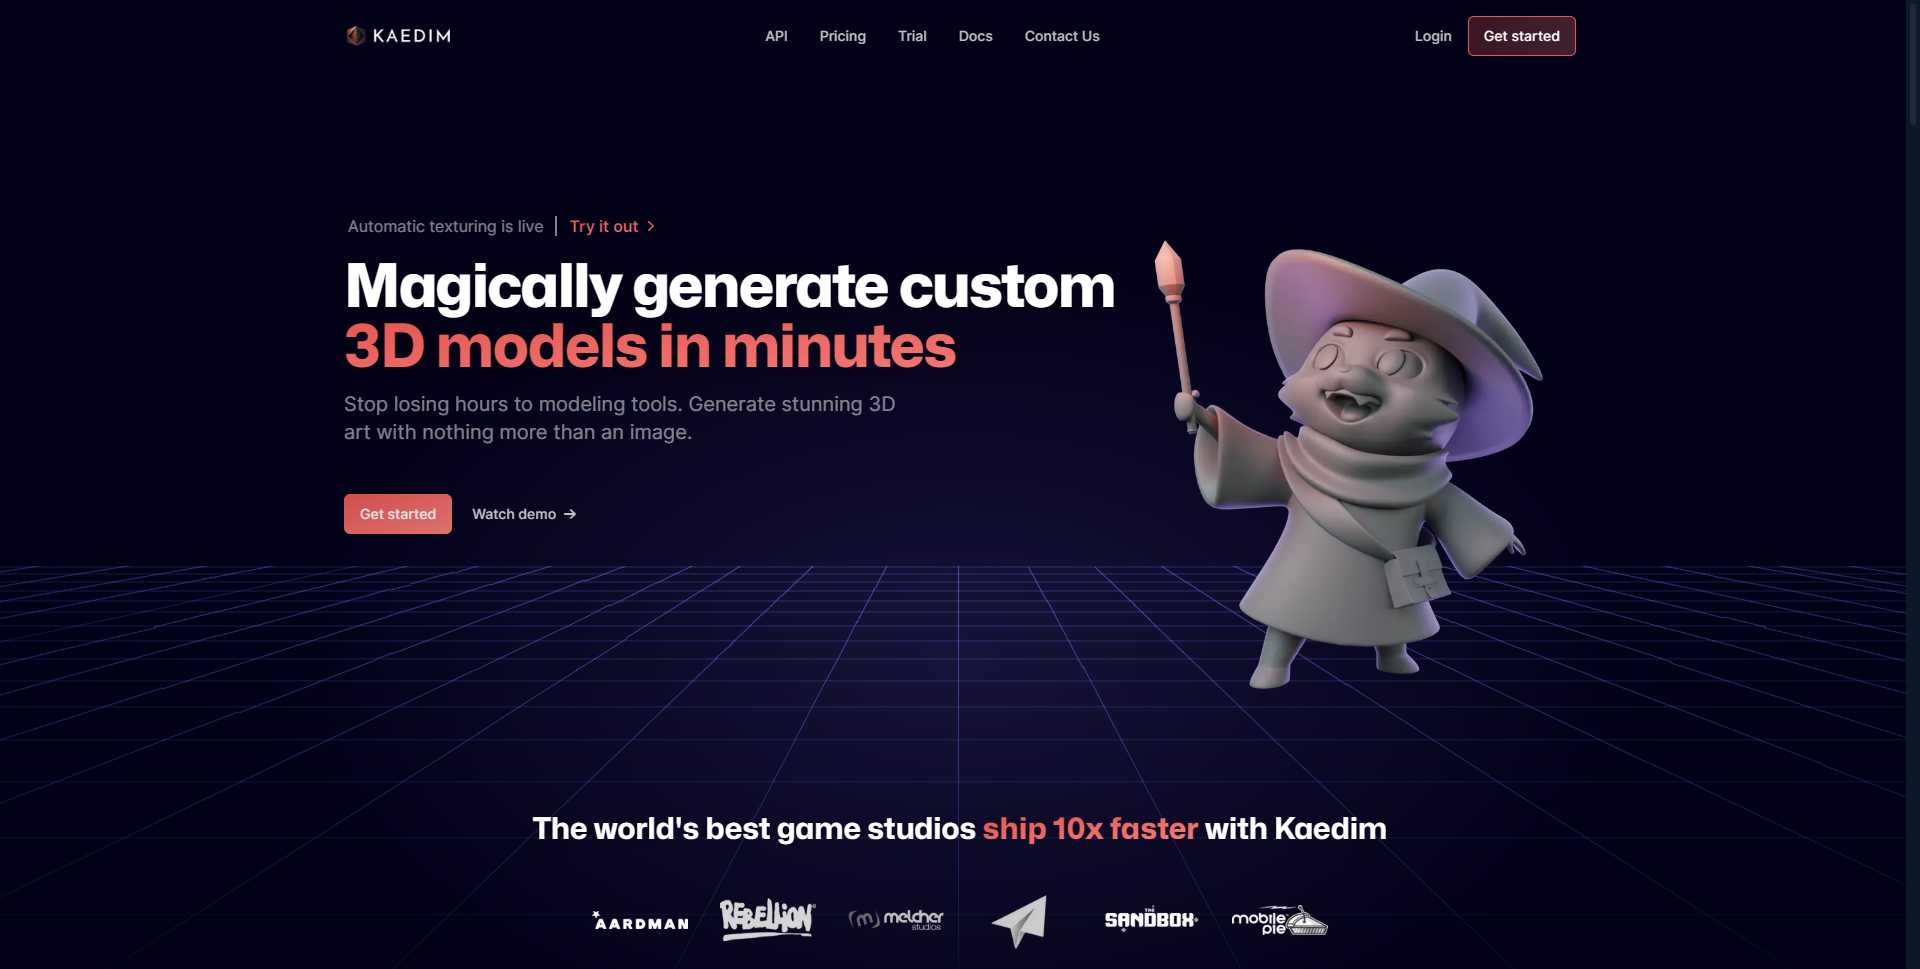 KAEDIM
API Pricing Trial Docs Contact Us
Login Get started
Automatic texturing is live | Try it out
Magically generate custom
3D models in minutes
Stop losing hours to modeling tools. Generate stunning 3D
art with nothing more than an image.
Get started Watch demo
The world's best game studios ship 10x faster with Kaedim
AARDMAN
REBELLION
melcher
studios
THE
SANDBOX
mobile
pie